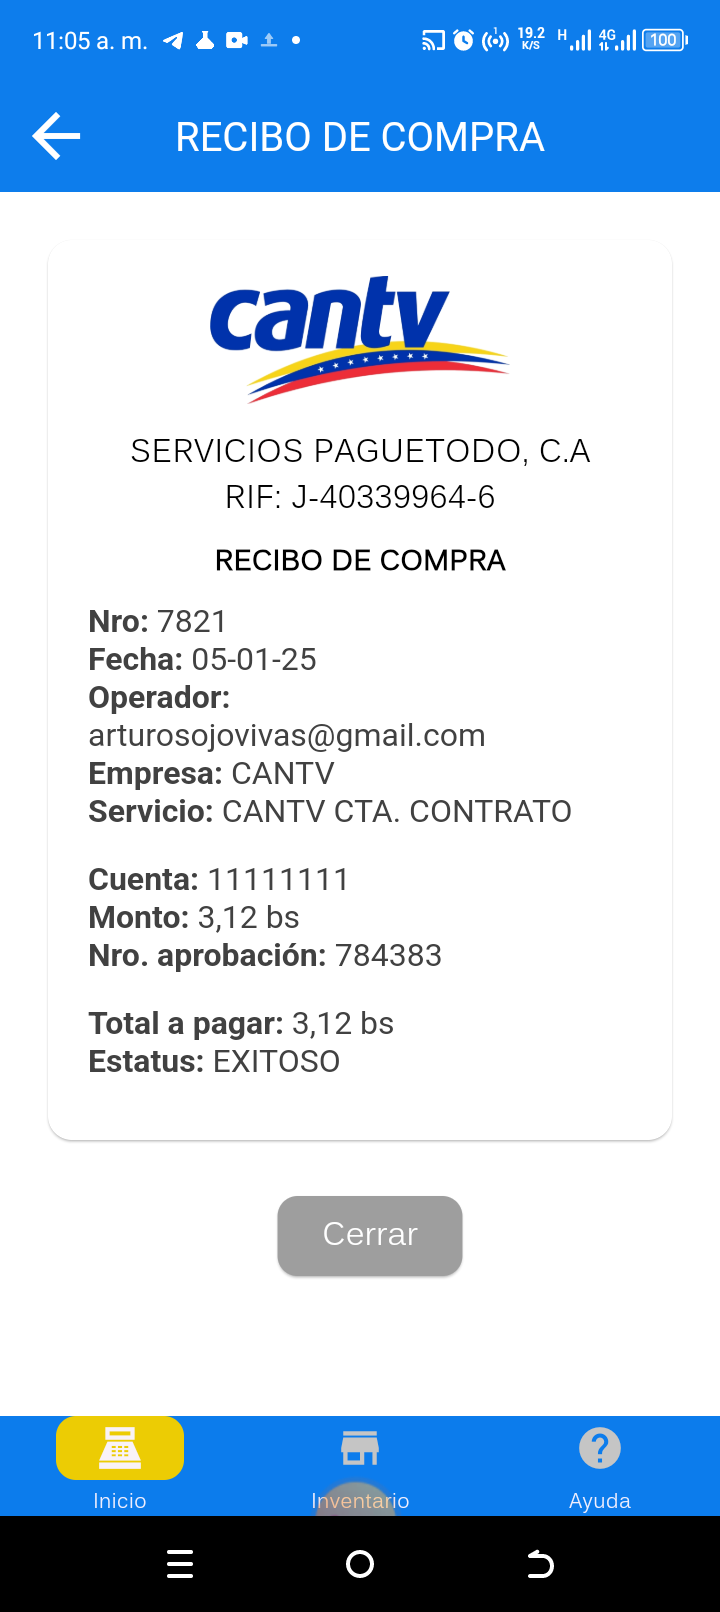 11:05 a. m. 19.2 K/S H 4G 100
RECIBO DE COMPRA
cantv
SERVICIOS PAGUETODO, C.A
RIF: J-40339964-6
RECIBO DE COMPRA
Nro: 7821
Fecha: 05-01-25
Operador:
arturosojovivas@gmail.com
Empresa: CANTV
Servicio: CANTV CTA. CONTRATO
Cuenta: 11111111
Monto: 3,12 bs
Nro. aprobación: 784383
Total a pagar: 3,12 bs
Estatus: EXITOSO
Cerrar
Inicio Inventario Ayuda